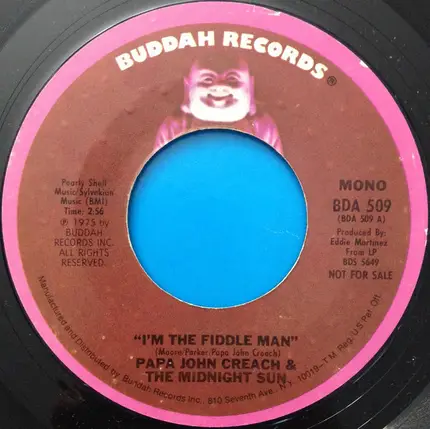 BUDDAH RECORDS®
Pearly Shell
Music/Sylvekian
Music (BMI)
Time: 2:56
℗ 1975 by
BUDDAH
RECORDS INC.
ALL RIGHTS
RESERVED.
MONO
BDA 509
(BDA 509 A)
Produced By:
Eddie Martinez
From LP
BDS 5649
NOT FOR SALE
"I'M THE FIDDLE MAN"
(Moore/Parker/Papa John Creach)
PAPA JOHN CREACH &
THE MIDNIGHT SUN
Manufactured and Distributed by Buddah Records Inc. 810 Seventh Ave., N.Y. 10019-T.M. Reg. U.S. Pat. Off.